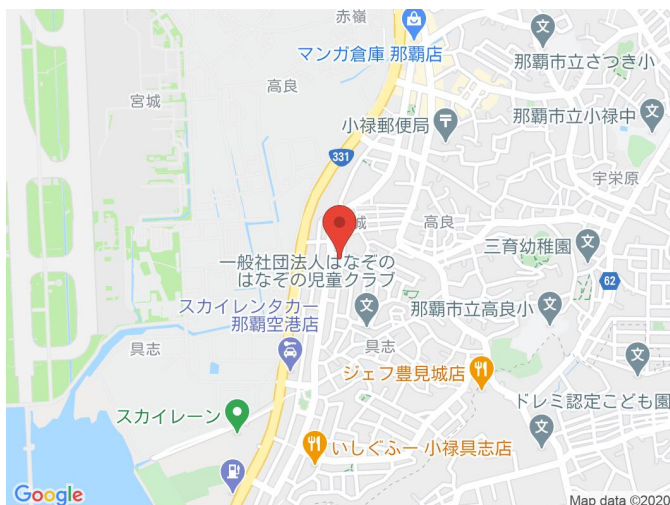 赤嶺
マンガ倉庫 那覇店
那覇市立さつき小
高良
宮城
小禄郵便局
那覇市立小禄中
331
宇栄原
城
高良
三育幼稚園
一般社団法人はなぞの
はなぞの児童クラブ
62
スカイレンタカー
那覇空港店
那覇市立高良小
具志
具志
ジェフ豊見城店
ドレミ認定こども園
スカイレーン
いしぐふー 小禄具志店
Google
Map data ©2020